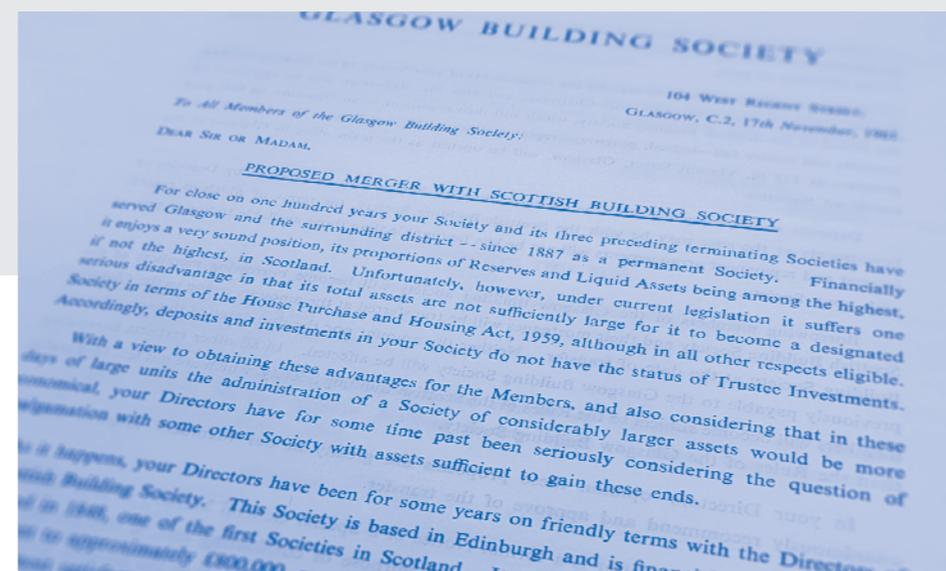 GLASGOW BUILDING SOCIETY
104 WEST REGENT STREET,
GLASGOW, C.2, 17th November,
To All Members of the Glasgow Building Society:
DEAR SIR OR MADAM,
PROPOSED MERGER WITH SCOTTISH BUILDING SOCIETY
For close on one hundred years your Society and its three preceding terminating Societies have
served Glasgow and the surrounding district -- since 1887 as a permanent Society. Financially
it enjoys a very sound position, its proportions of Reserves and Liquid Assets being among the highest,
if not the highest, in Scotland. Unfortunately, however, under current legislation it suffers one
serious disadvantage in that its total assets are not sufficiently large for it to become a designated
Society in terms of the House Purchase and Housing Act, 1959, although in all other respects eligible.
Accordingly, deposits and investments in your Society do not have the status of Trustee Investments.
With a view to obtaining these advantages for the Members, and also considering that in these
days of large units the administration of a Society of considerably larger assets would be more
economical, your Directors have for some time past been seriously considering the question of
with some other Society with assets sufficient to gain these ends.
As it happens, your Directors have been for some years on friendly terms with the Directors of
Building Society. This Society is based in Edinburgh and is
in 1848, one of the first Societies in Scotland.
to approximately £800,000